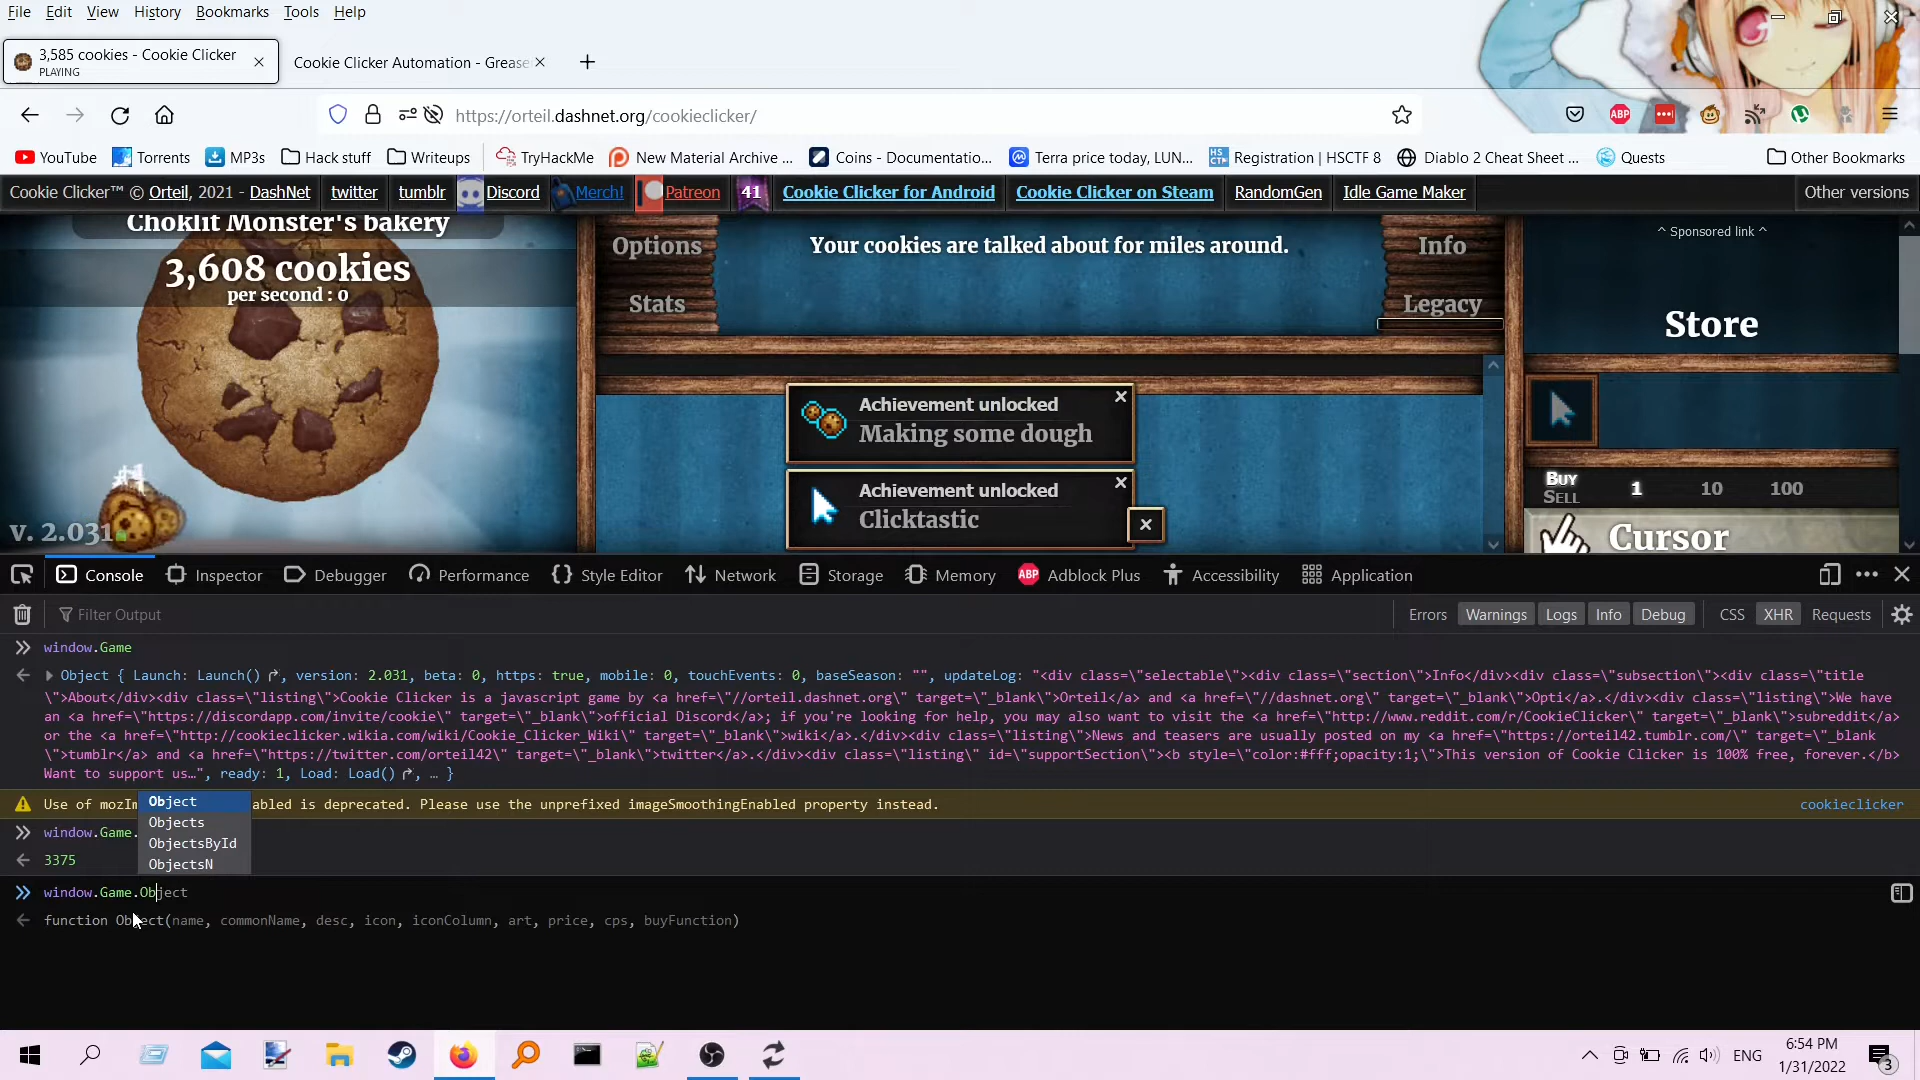 File Edit View History Bookmarks Tools Help
3,585 cookies - Cookie Clicker
PLAYING
Cookie Clicker Automation - Grease
https://orteil.dashnet.org/cookieclicker/
YouTube Torrents MP3s Hack stuff Writeups TryHackMe New Material Archive ... Coins - Documentatio... Terra price today, LUN... Registration | HSCTF 8 Diablo 2 Cheat Sheet ... Quests Other Bookmarks
Cookie Clicker™ © Orteil, 2021 - DashNet twitter tumblr Discord Merch! Patreon 41 Cookie Clicker for Android Cookie Clicker on Steam RandomGen Idle Game Maker Other versions
Choklit Monster's bakery
3,608 cookies
per second : 0
v. 2.031
Options
Stats
Your cookies are talked about for miles around.
Info
Legacy
Achievement unlocked
Making some dough
Achievement unlocked
Clicktastic
^ Sponsored link ^
Store
BUY
SELL
1 10 100
Cursor
Console Inspector Debugger Performance Style Editor Network Storage Memory ABP Adblock Plus Accessibility Application
Filter Output Errors Warnings Logs Info Debug CSS XHR Requests
window.Game
Object { Launch: Launch(), version: 2.031, beta: 0, https: true, mobile: 0, touchEvents: 0, baseSeason: "", updateLog: "<div class=\"selectable\"><div class=\"section\">Info</div><div class=\"subsection\"><div class=\"title
\">About</div><div class=\"listing\">Cookie Clicker is a javascript game by <a href=\"//orteil.dashnet.org\" target=\"_blank\">Orteil</a> and <a href=\"//dashnet.org\" target=\"_blank\">Opti</a>.</div><div class=\"listing\">We have
an <a href=\"https://discordapp.com/invite/cookie\" target=\"_blank\">official Discord</a>; if you're looking for help, you may also want to visit the <a href=\"http://www.reddit.com/r/CookieClicker\" target=\"_blank\">subreddit</a>
or the <a href=\"http://cookieclicker.wikia.com/wiki/Cookie_Clicker_Wiki\" target=\"_blank\">wiki</a>.</div><div class=\"listing\">News and teasers are usually posted on my <a href=\"https://orteil42.tumblr.com/\" target=\"_blank
\">tumblr</a> and <a href=\"https://twitter.com/orteil42\" target=\"_blank\">twitter</a>.</div><div class=\"listing\" id=\"supportSection\"><b style=\"color:#fff;opacity:1;\">This version of Cookie Clicker is 100% free, forever.</b>
Want to support us…", ready: 1, Load: Load(), … }
Use of mozIm abled is deprecated. Please use the unprefixed imageSmoothingEnabled property instead. cookieclicker
Object
Objects
ObjectsById
ObjectsN
window.Game.
3375
window.Game.Object
function Object(name, commonName, desc, icon, iconColumn, art, price, cps, buyFunction)
ENG
6:54 PM
1/31/2022
3